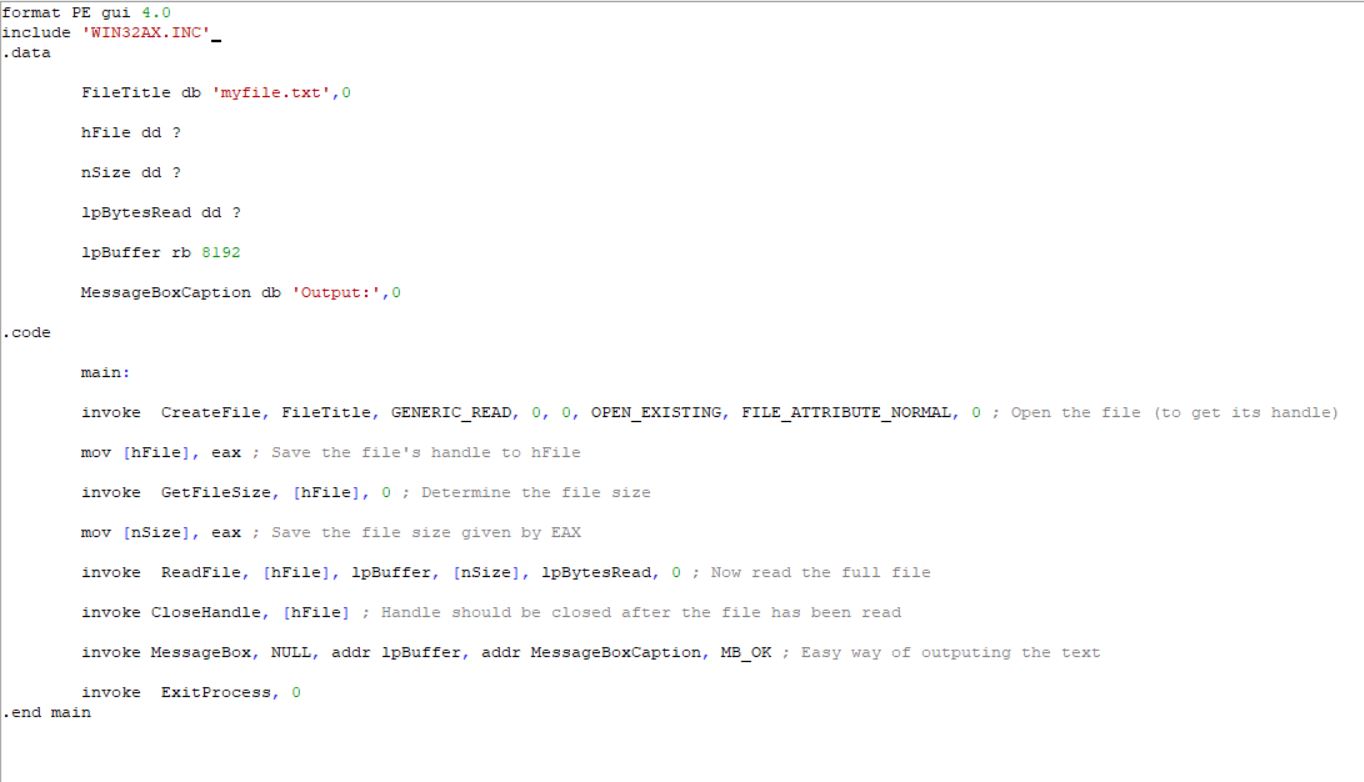 format PE gui 4.0
include 'WIN32AX.INC'
.data
FileTitle db 'myfile.txt',0
hFile dd ?
nSize dd ?
lpBytesRead dd ?
lpBuffer rb 8192
MessageBoxCaption db 'Output:',0
.code
main:
invoke  CreateFile, FileTitle, GENERIC_READ, 0, 0, OPEN_EXISTING, FILE_ATTRIBUTE_NORMAL, 0 ; Open the file (to get its handle)
mov [hFile], eax ; Save the file's handle to hFile
invoke  GetFileSize, [hFile], 0 ; Determine the file size
mov [nSize], eax ; Save the file size given by EAX
invoke  ReadFile, [hFile], lpBuffer, [nSize], lpBytesRead, 0 ; Now read the full file
invoke CloseHandle, [hFile] ; Handle should be closed after the file has been read
invoke MessageBox, NULL, addr lpBuffer, addr MessageBoxCaption, MB_OK ; Easy way of outputing the text
invoke  ExitProcess, 0
.end main